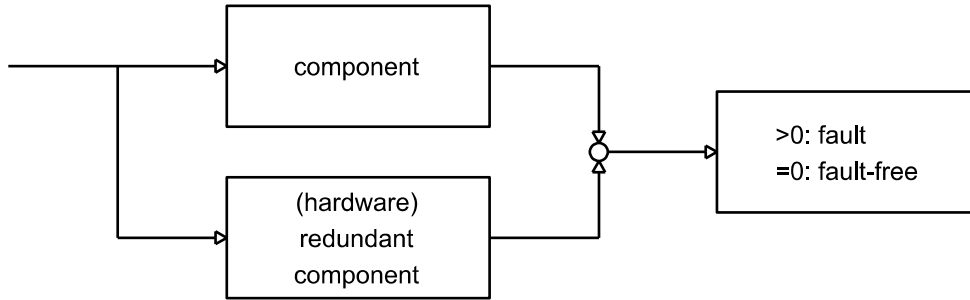 component
(hardware)
redundant
component
>0: fault
=0: fault-free